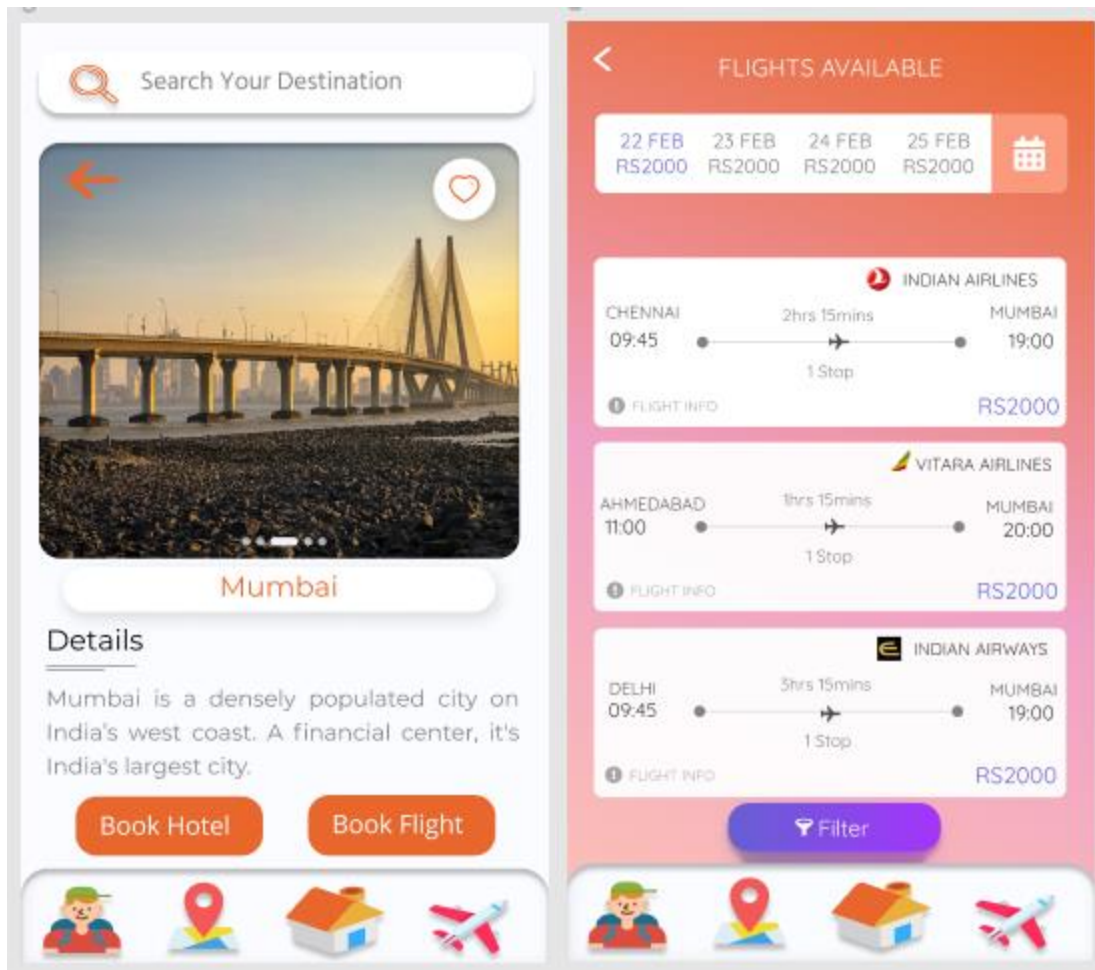 Search Your Destination
Mumbai
Details
Mumbai is a densely populated city on
India's west coast. A financial center, it's
India's largest city.
Book Hotel
Book Flight
FLIGHTS AVAILABLE
22 FEB 23 FEB 24 FEB 25 FEB
RS2000 RS2000 RS2000 RS2000
INDIAN AIRLINES
CHENNAI 2hrs 15mins MUMBAI
09:45 19:00
1 Stop
FLIGHT INFO RS2000
VITARA AIRLINES
AHMEDABAD 1hrs 15mins MUMBAI
11:00 20:00
1 Stop
FLIGHT INFO RS2000
INDIAN AIRWAYS
DELHI 3hrs 15mins MUMBAI
09:45 19:00
1 Stop
FLIGHT INFO RS2000
Filter